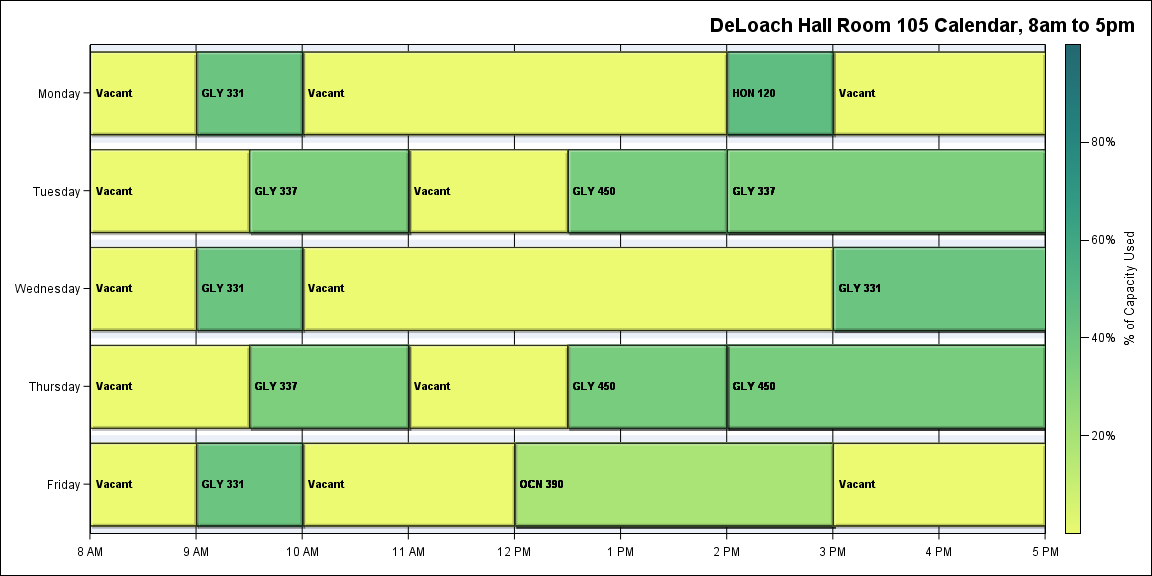 DeLoach Hall Room 105 Calendar, 8am to 5pm
Monday
Vacant
GLY 331
Vacant
HON 120
Vacant
Tuesday
Vacant
GLY 337
Vacant
GLY 450
GLY 337
Wednesday
Vacant
GLY 331
Vacant
GLY 331
Thursday
Vacant
GLY 337
Vacant
GLY 450
GLY 450
Friday
Vacant
GLY 331
Vacant
OCN 390
Vacant
8 AM
9 AM
10 AM
11 AM
12 PM
1 PM
2 PM
3 PM
4 PM
5 PM
80%
60%
40%
20%
% of Capacity Used